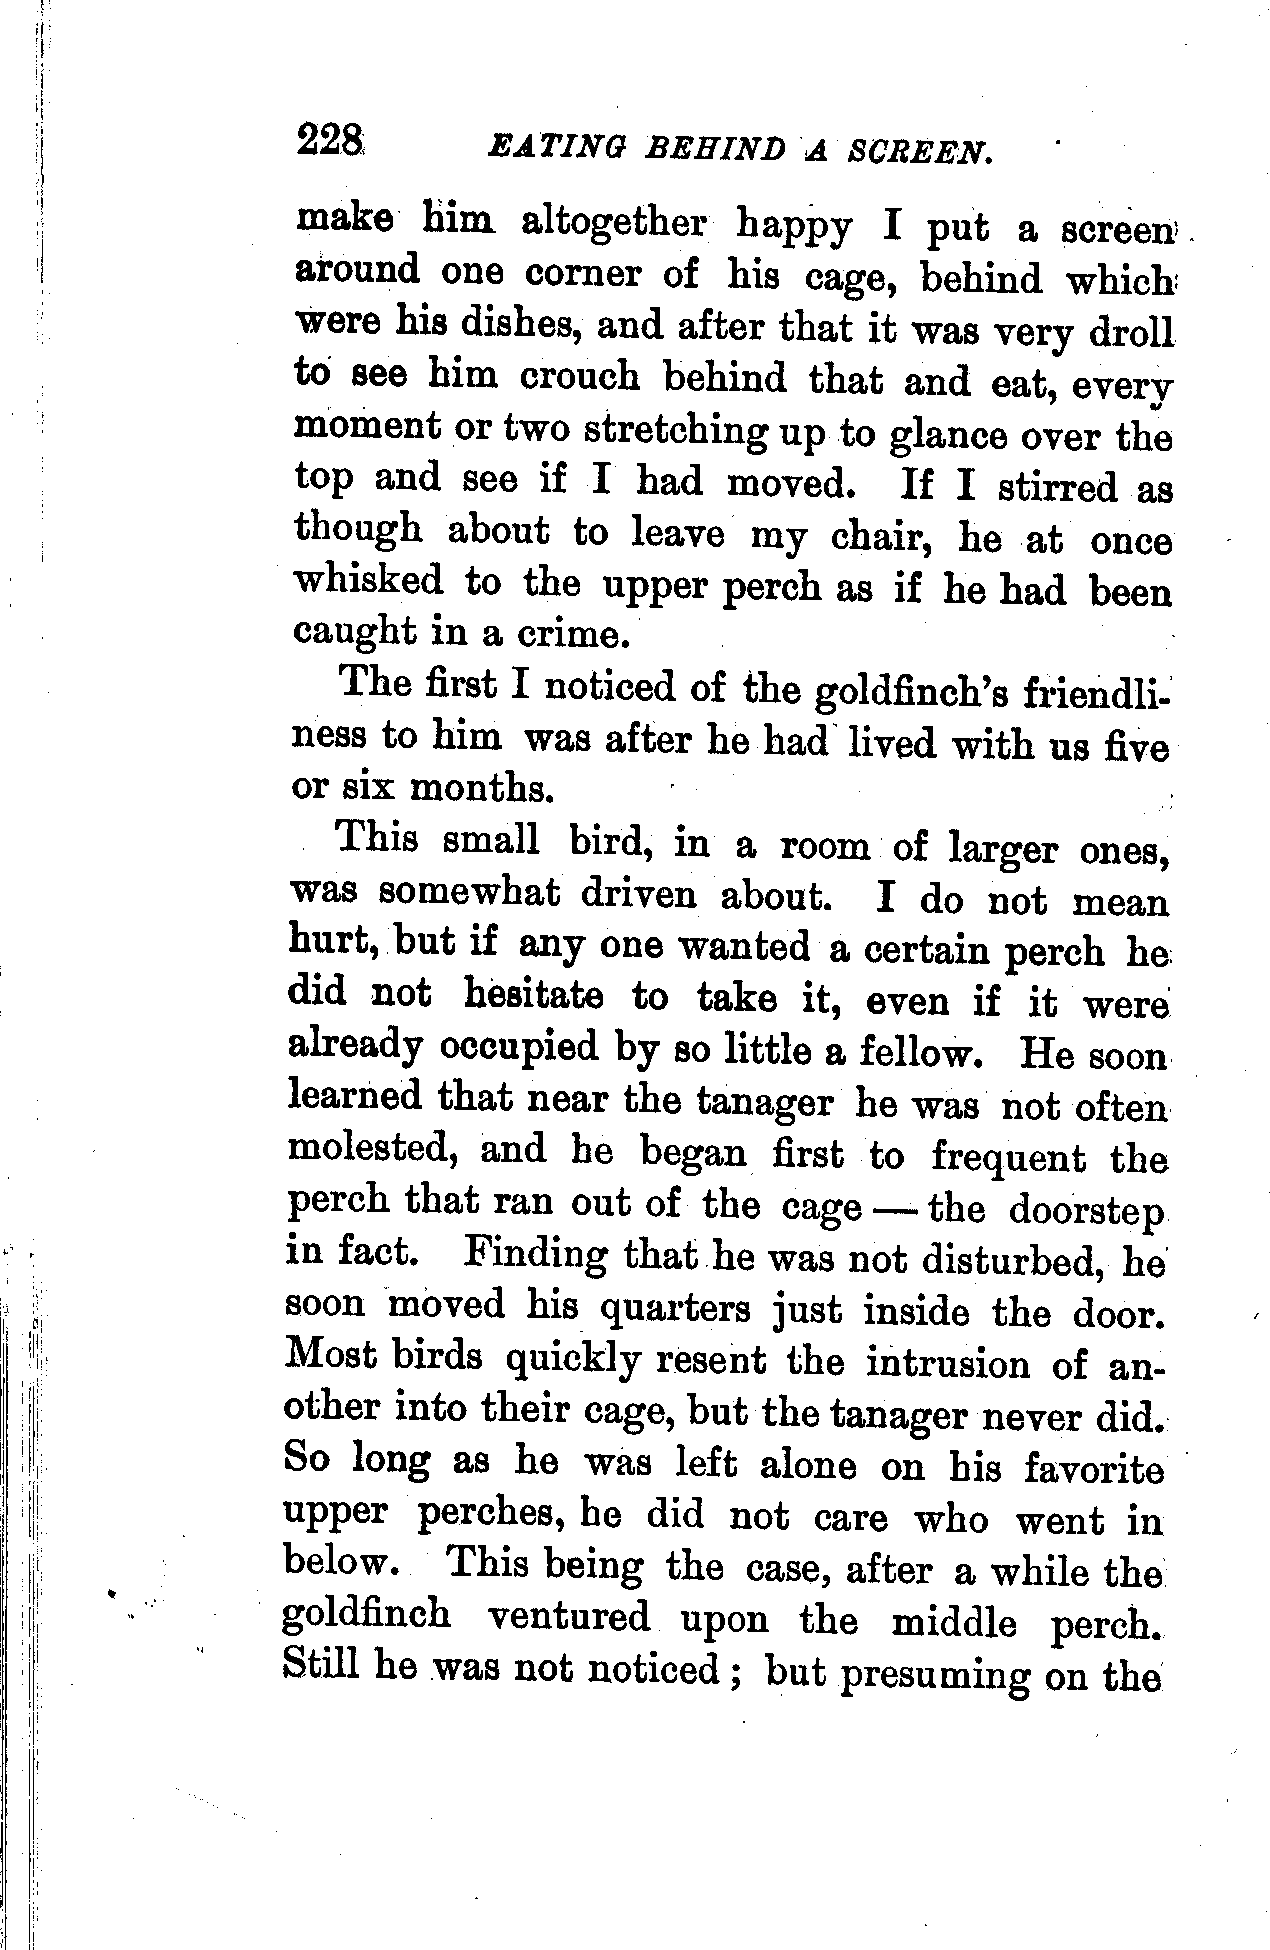 228 EATING BEHIND A SCREEN.
make him altogether happy I put a screen
around one corner of his cage, behind which
were his dishes, and after that it was very droll
to see him crouch behind that and eat, every
moment or two stretching up to glance over the
top and see if I had moved. If I stirred as
though about to leave my chair, he at once
whisked to the upper perch as if he had been
caught in a crime.
The first I noticed of the goldfinch's friendli-
ness to him was after he had lived with us five
or six months.
This small bird, in a room of larger ones,
was somewhat driven about. I do not mean
hurt, but if any one wanted a certain perch he
did not hesitate to take it, even if it were
already occupied by so little a fellow. He soon
learned that near the tanager he was not often
molested, and he began first to frequent the
perch that ran out of the cage — the doorstep
in fact. Finding that he was not disturbed, he
soon moved his quarters just inside the door.
Most birds quickly resent the intrusion of an-
other into their cage, but the tanager never did.
So long as he was left alone on his favorite
upper perches, he did not care who went in
below. This being the case, after a while the
goldfinch ventured upon the middle perch.
Still he was not noticed ; but presuming on the